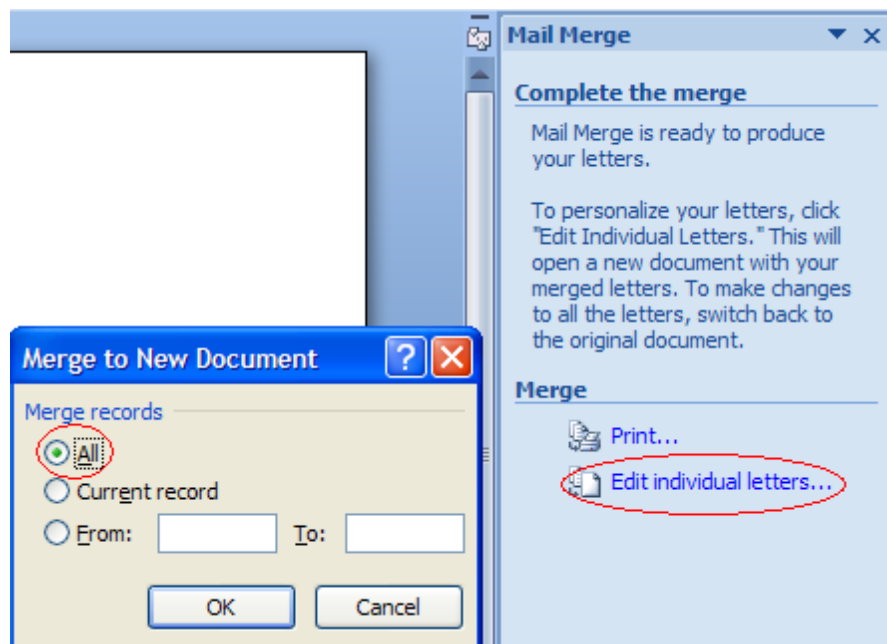 Mail Merge
Complete the merge
Mail Merge is ready to produce
your letters.
To personalize your letters, click
"Edit Individual Letters." This will
open a new document with your
merged letters. To make changes
to all the letters, switch back to
the original document.
Merge
Print...
Edit individual letters...
Merge to New Document
Merge records
All
Current record
From: To:
OK Cancel